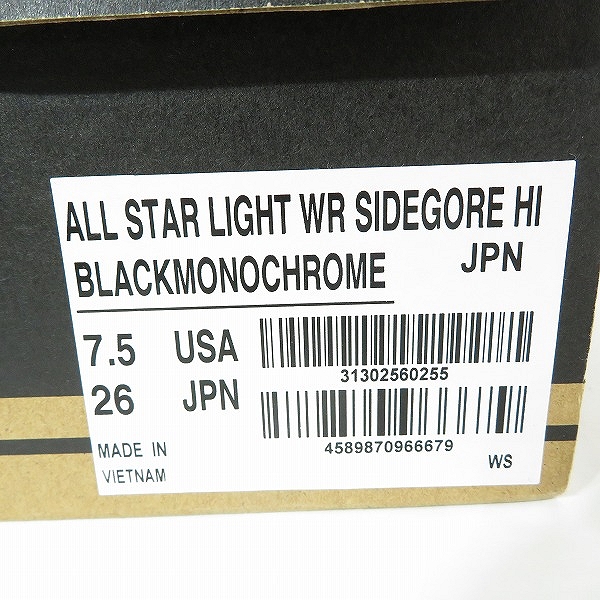 ALL STAR LIGHT WR SIDEGORE HI
BLACKMONOCHROME JPN
7.5 USA
31302560255
26 JPN
4589870966679
MADE IN
VIETNAM
WS